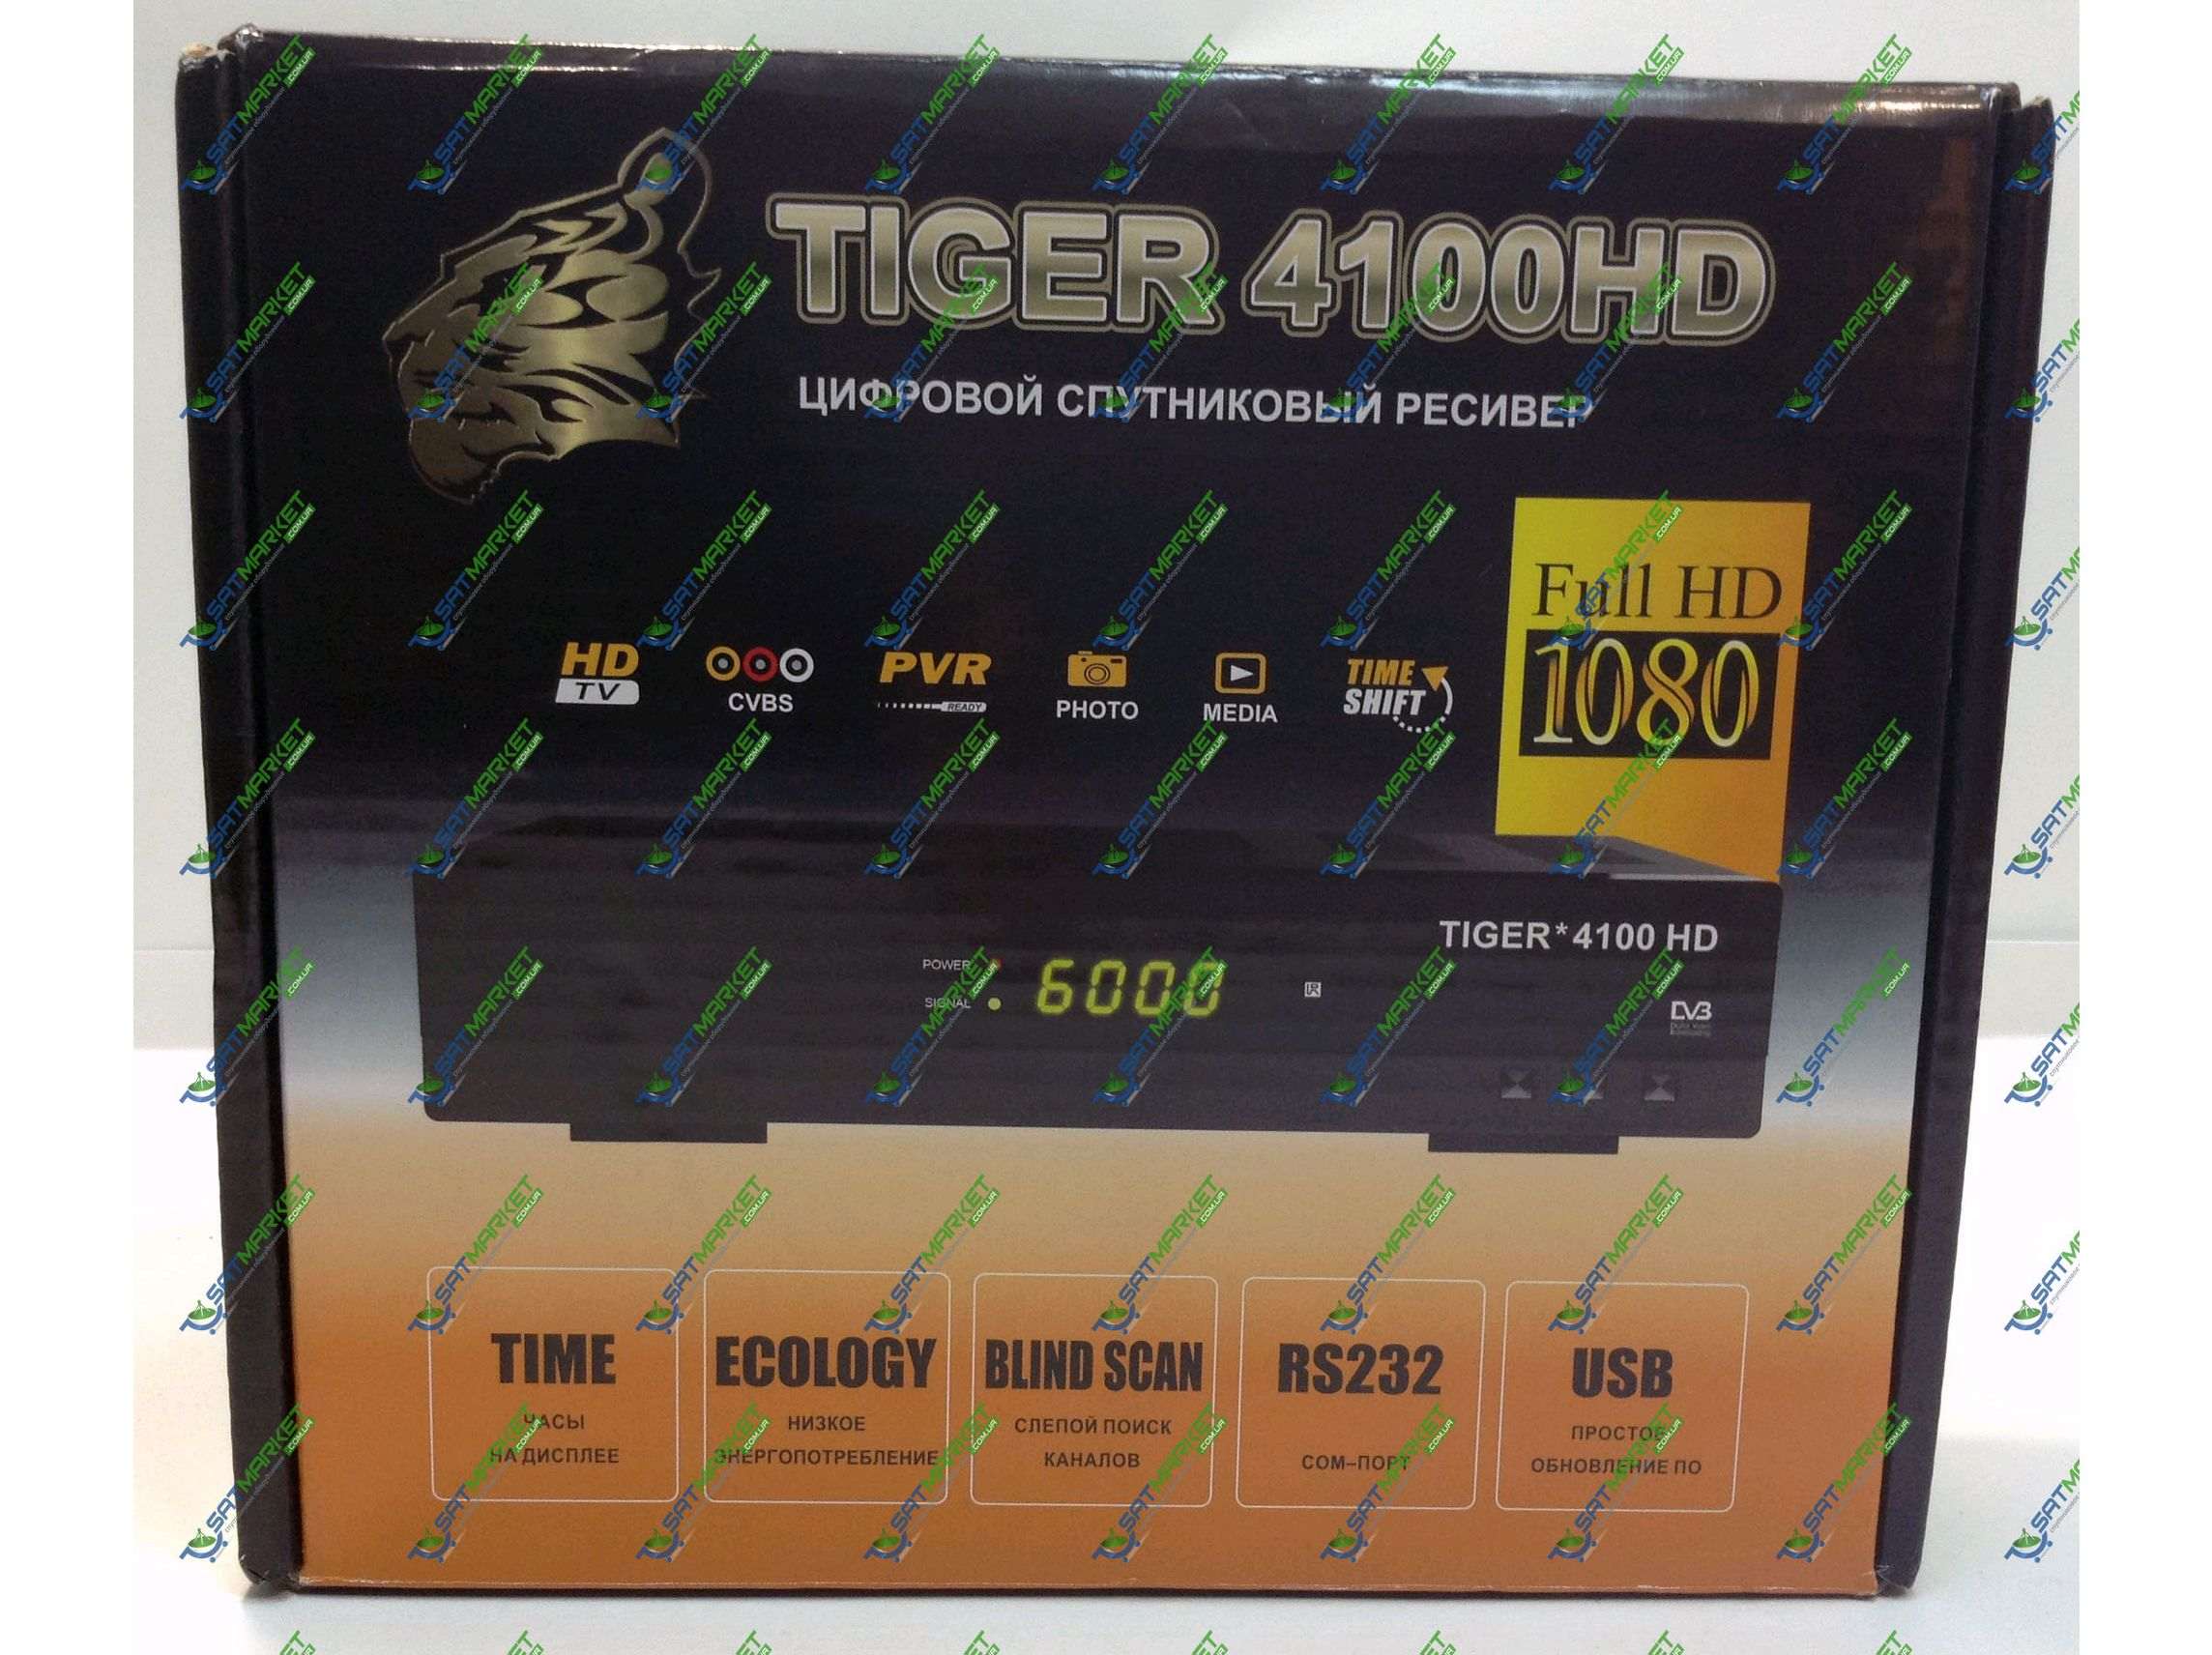 TIGER 4100HD
ЦИФРОВОЙ СПУТНИКОВЫЙ РЕСИВЕР
Full HD
1080
HD
TV
CVBS
PVR
READY
PHOTO
MEDIA
TIME
SHIFT
TIGER*4100 HD
POWER
SIGNAL
6000
DVB
TIME
ЧАСЫ
НА ДИСПЛЕЕ
ECOLOGY
НИЗКОЕ
ЭНЕРГОПОТРЕБЛЕНИЕ
BLIND SCAN
СЛЕПОЙ ПОИСК
КАНАЛОВ
RS232
COM-ПОРТ
USB
ПРОСТОЕ
ОБНОВЛЕНИЕ ПО
SATMARKET
.COM.UA